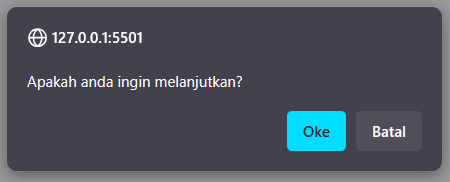 127.0.0.1:5501
Apakah anda ingin melanjutkan?
Oke
Batal